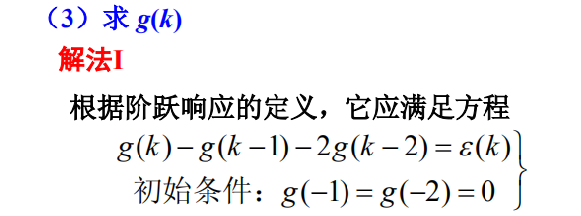 （3）求 g(k)
解法I
根据阶跃响应的定义，它应满足方程
g(k)−g(k−1)−2g(k−2)=ε(k)
初始条件：g(−1)=g(−2)=0